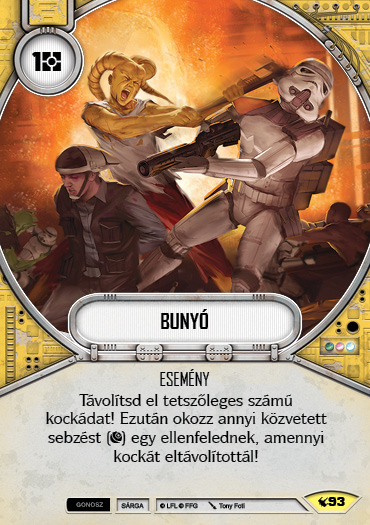 1
BUNYÓ
ESEMÉNY
Távolítsd el tetszőleges számú
kockádat! Ezután okozz annyi közvetett
sebzést () egy ellenfelednek, amennyi
kockát eltávolítottál!
GONOSZ SÁRGA © LFL © FFG Tony Foti
93